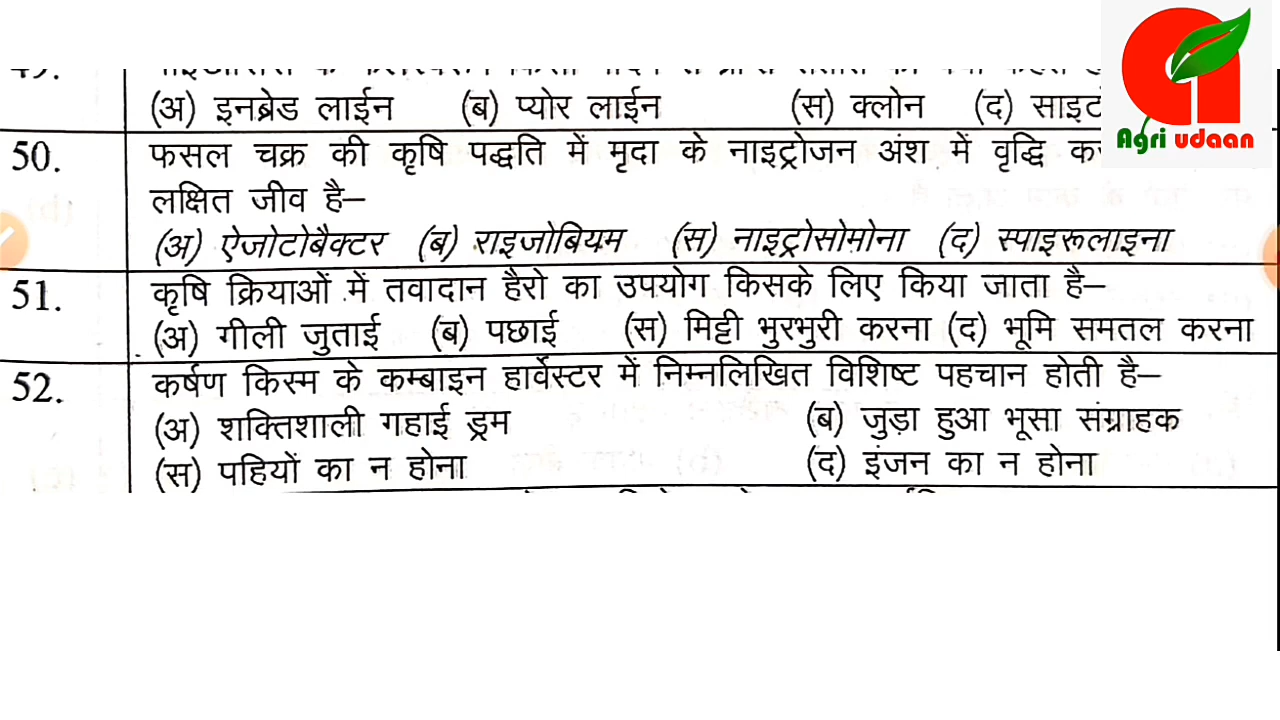 (अ) इनब्रेड लाईन (ब) प्योर लाईन (स) क्लोन (द)
Agri udaan
50. फसल चक्र की कृषि पद्धति में मृदा के नाइट्रोजन अंश में वृद्धि
लक्षित जीव है–
(अ) ऐजोटोबैक्टर (ब) राइजोबियम (स) नाइट्रोसोमोना (द) स्पाइरूलाइना
51. कृषि क्रियाओं में तवादान हैरो का उपयोग किसके लिए किया जाता है–
(अ) गीली जुताई (ब) पछाई (स) मिट्टी भुरभुरी करना (द) भूमि समतल करना
52. कर्षण किस्म के कम्बाइन हार्वेस्टर में निम्नलिखित विशिष्ट पहचान होती है–
(अ) शक्तिशाली गहाई ड्रम (ब) जुड़ा हुआ भूसा संग्राहक
(स) पहियों का न होना (द) इंजन का न होना